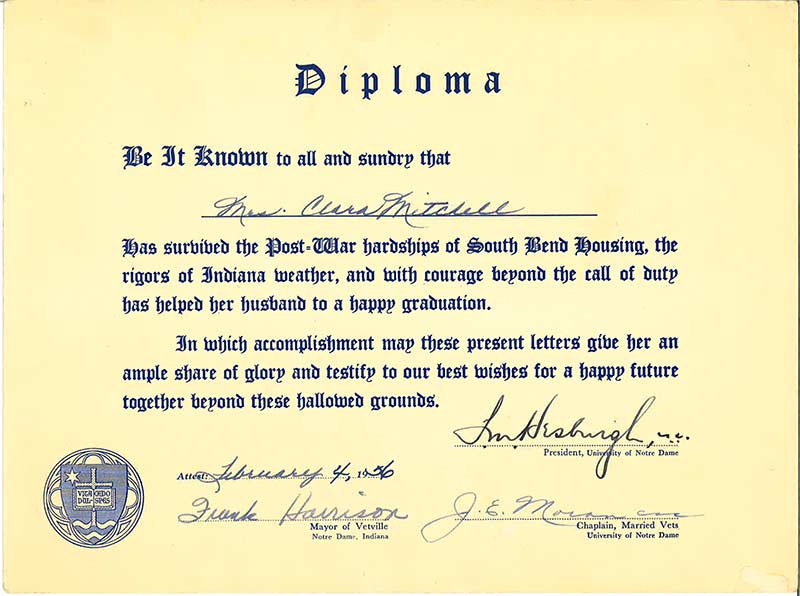 Diploma
Be It Known to all and sundry that
Mrs. Clara Mitchell
Has survived the Post-War hardships of South Bend Housing, the
rigors of Indiana weather, and with courage beyond the call of duty
has helped her husband to a happy graduation.
In which accomplishment may these present letters give her an
ample share of glory and testify to our best wishes for a happy future
together beyond these hallowed grounds.
Hesburgh, c.s.c.
President, University of Notre Dame
VITA CEDO
DUL SPES
Attest: February 4, 1956
Frank Harrison
J. E. Moran csc
Mayor of Vetville
Chaplain, Married Vets
Notre Dame, Indiana
University of Notre Dame